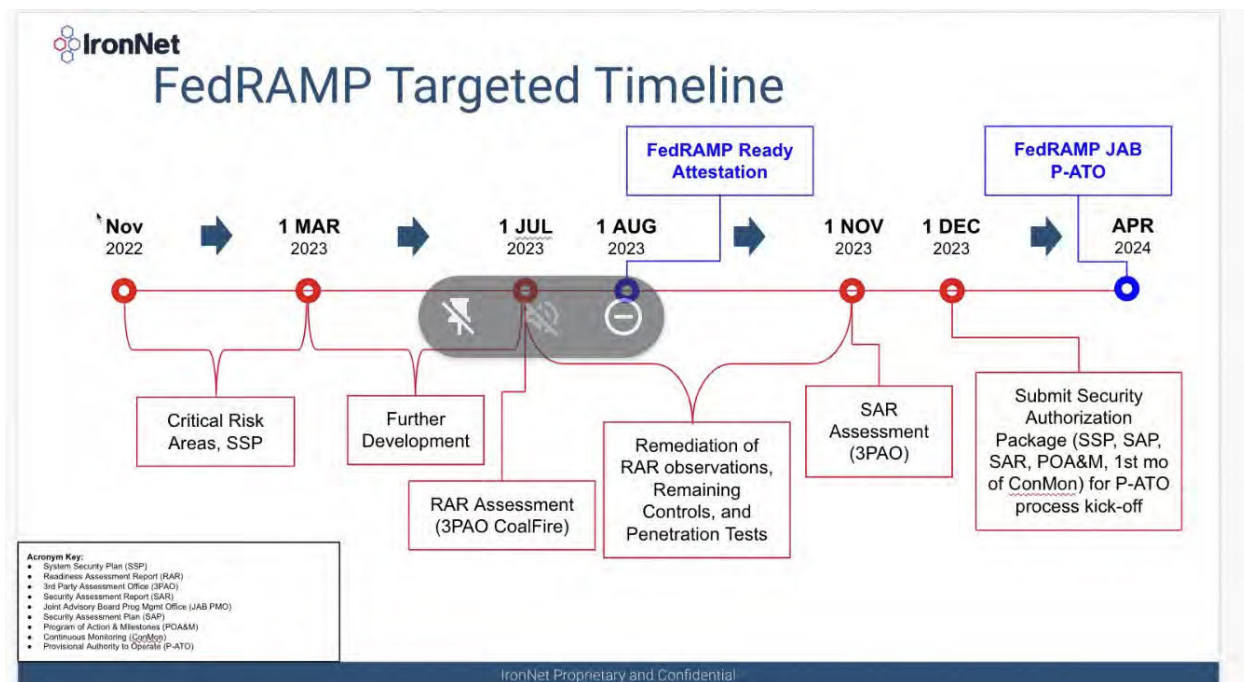 IronNet
FedRAMP Targeted Timeline
FedRAMP Ready
Attestation
FedRAMP JAB
P-ATO
Nov
2022
1 MAR
2023
1 JUL
2023
1 AUG
2023
1 NOV
2023
1 DEC
2023
APR
2024
Critical Risk
Areas, SSP
Further
Development
RAR Assessment
(3PAO CoalFire)
Remediation of
RAR observations,
Remaining
Controls, and
Penetration Tests
SAR
Assessment
(3PAO)
Submit Security
Authorization
Package (SSP, SAP,
SAR, POA&M, 1st mo
of ConMon) for P-ATO
process kick-off
Acronym Key:
• System Security Plan (SSP)
• Readiness Assessment Report (RAR)
• 3rd Party Assessment Office (3PAO)
• Security Assessment Report (SAR)
• Joint Advisory Board Prog Mgmt Office (JAB PMO)
• Security Assessment Plan (SAP)
• Program of Action & Milestones (POA&M)
• Continuous Monitoring (ConMon)
• Provisional Authority to Operate (P-ATO)
IronNet Proprietary and Confidential